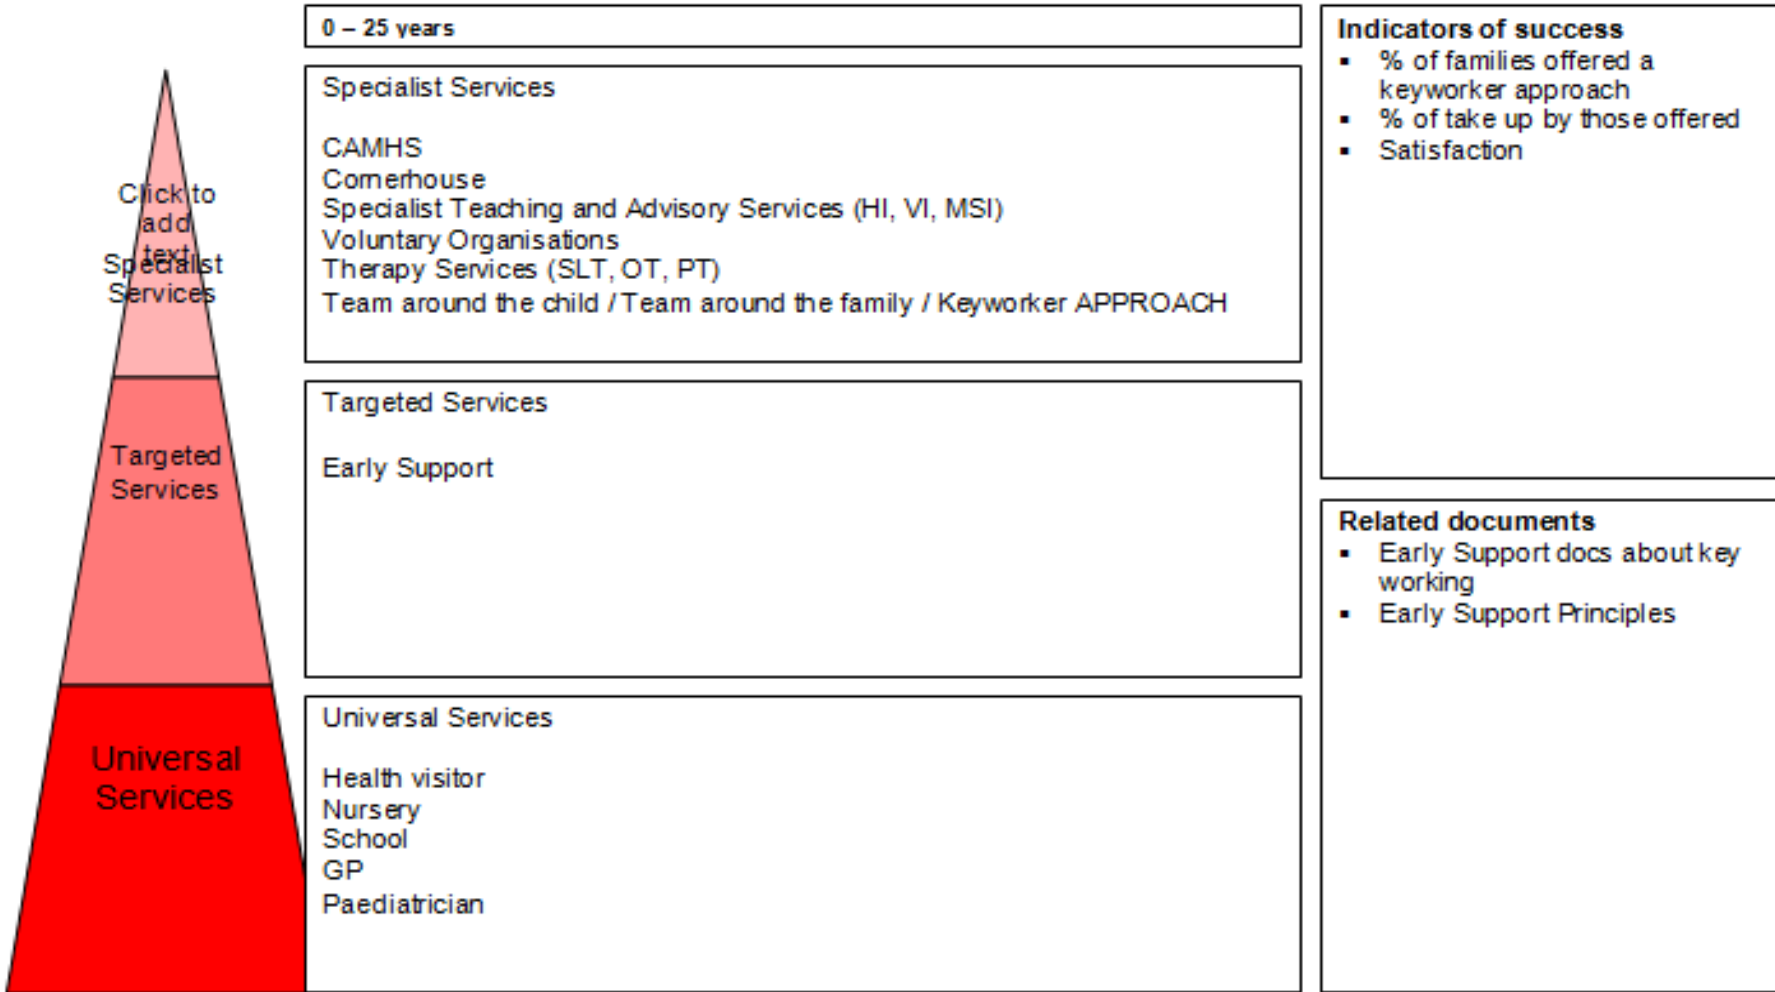 0 – 25 years
Click to
add
text
Specialist
Services
Targeted
Services
Universal
Services
Specialist Services
CAMHS
Cornerhouse
Specialist Teaching and Advisory Services (HI, VI, MSI)
Voluntary Organisations
Therapy Services (SLT, OT, PT)
Team around the child / Team around the family / Keyworker APPROACH
Targeted Services
Early Support
Universal Services
Health visitor
Nursery
School
GP
Paediatrician
Indicators of success
▪ % of families offered a
keyworker approach
▪ % of take up by those offered
▪ Satisfaction
Related documents
▪ Early Support docs about key
working
▪ Early Support Principles